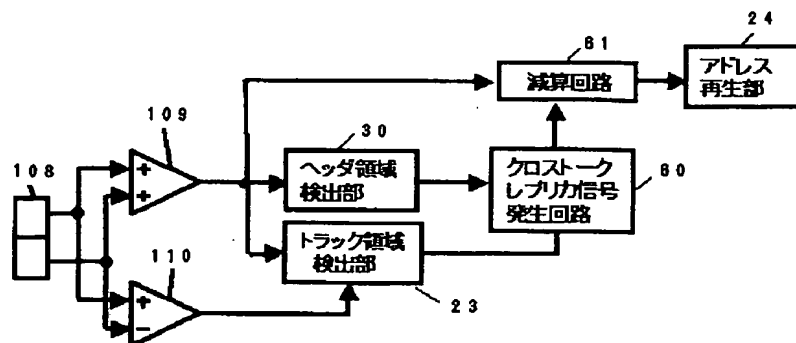 24
61
アドレス
再生部
減算回路
109
30
108
ヘッダ領域
検出部
クロストーク
レプリカ信号
発生回路
60
+
+
トラック領域
検出部
110
23
+
−